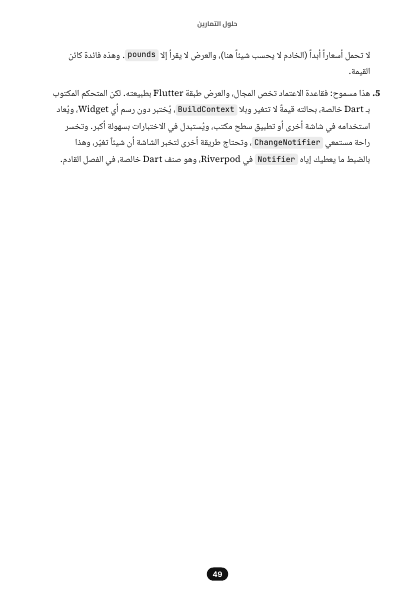 حلول التمارين
لا تحمل أسعاراً أبداً (الخادم لا يحسب شيئاً هنا)، والعرض لا يقرأ إلا pounds. وهذه فائدة كائن
القيمة.
5. هذا مسموح: فقاعدة الاعتماد تخص المجال، والعرض طبقة Flutter بطبيعته. لكن المتحكم المكتوب
بـ Dart خالصة، بحالته قيمةً لا تتغير وبلا BuildContext، يُختبر دون رسم أي Widget، ويُعاد
استخدامه في شاشة أخرى أو تطبيق سطح مكتب، ويُستبدل في الاختبارات بسهولة أكبر. وتخسر
راحة مستمعي ChangeNotifier، وتحتاج طريقة أخرى لتخبر الشاشة أن شيئاً تغيّر، وهذا
بالضبط ما يعطيك إياه Notifier في Riverpod، وهو صنف Dart خالصة، في الفصل القادم.
49